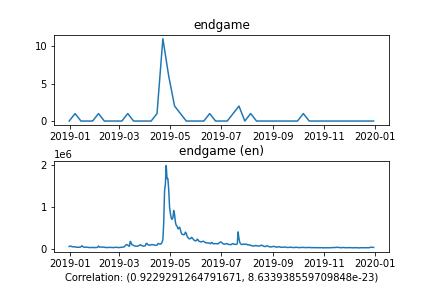 endgame
10
5
0
2019-01 2019-03 2019-05 2019-07 2019-09 2019-11 2020-01
endgame (en)
1e6
2
1
0
2019-01 2019-03 2019-05 2019-07 2019-09 2019-11 2020-01
Correlation: (0.9229291264791671, 8.633938559709848e-23)